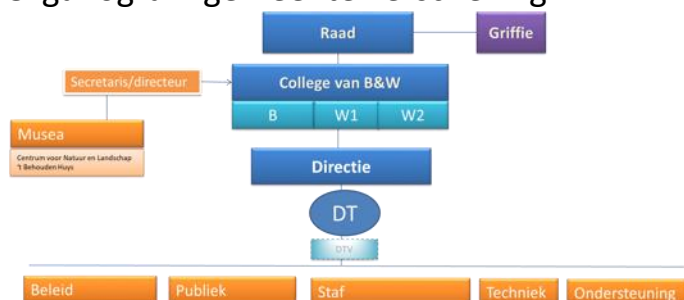 Raad
Griffie
Secretaris/directeur
College van B&W
B
W1
W2
Musea
Centrum voor Natuur en Landschap
't Behouden Huys
Directie
DT
DTV
Beleid
Publiek
Staf
Techniek
Ondersteuning